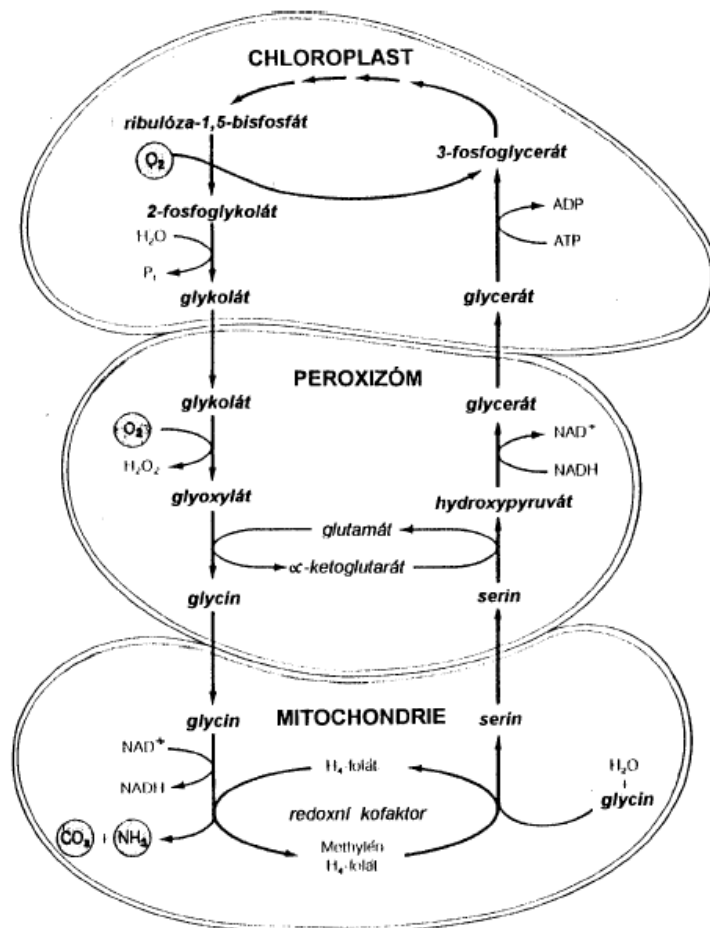 CHLOROPLAST
ribulóza-1,5-bisfosfát
3-fosfoglycerát
O₂
2-fosfoglykolát
ADP
H₂O
ATP
Pᵢ
glykolát
glycerát
PEROXIZÓM
glykolát
glycerát
O₂
NAD⁺
H₂O₂
NADH
glyoxylát
hydroxypyruvát
glutamát
α-ketoglutarát
glycin
serin
glycin
MITOCHONDRIE
serin
NAD⁺
H₄-folát
H₂O
+
NADH
redoxní kofaktor
glycin
CO₂ + NH₃
Methylén
H₄-folát